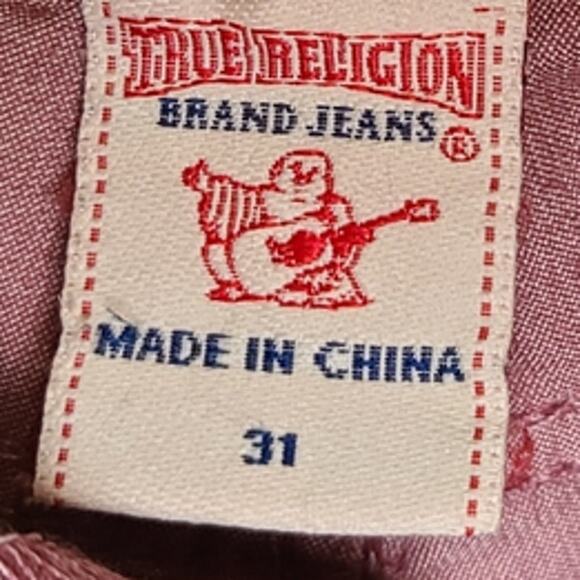 TRUE RELIGION
BRAND JEANS ®
MADE IN CHINA
31